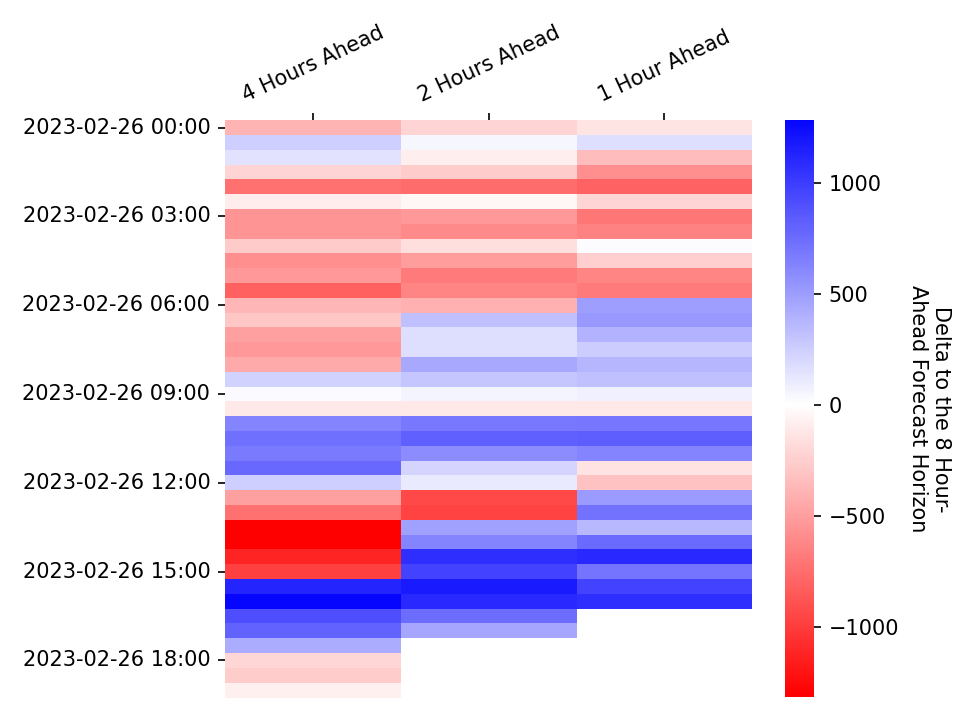 4 Hours Ahead
2 Hours Ahead
1 Hour Ahead
2023-02-26 00:00
2023-02-26 03:00
2023-02-26 06:00
2023-02-26 09:00
2023-02-26 12:00
2023-02-26 15:00
2023-02-26 18:00
1000
500
0
−500
−1000
Delta to the 8 Hour-
Ahead Forecast Horizon